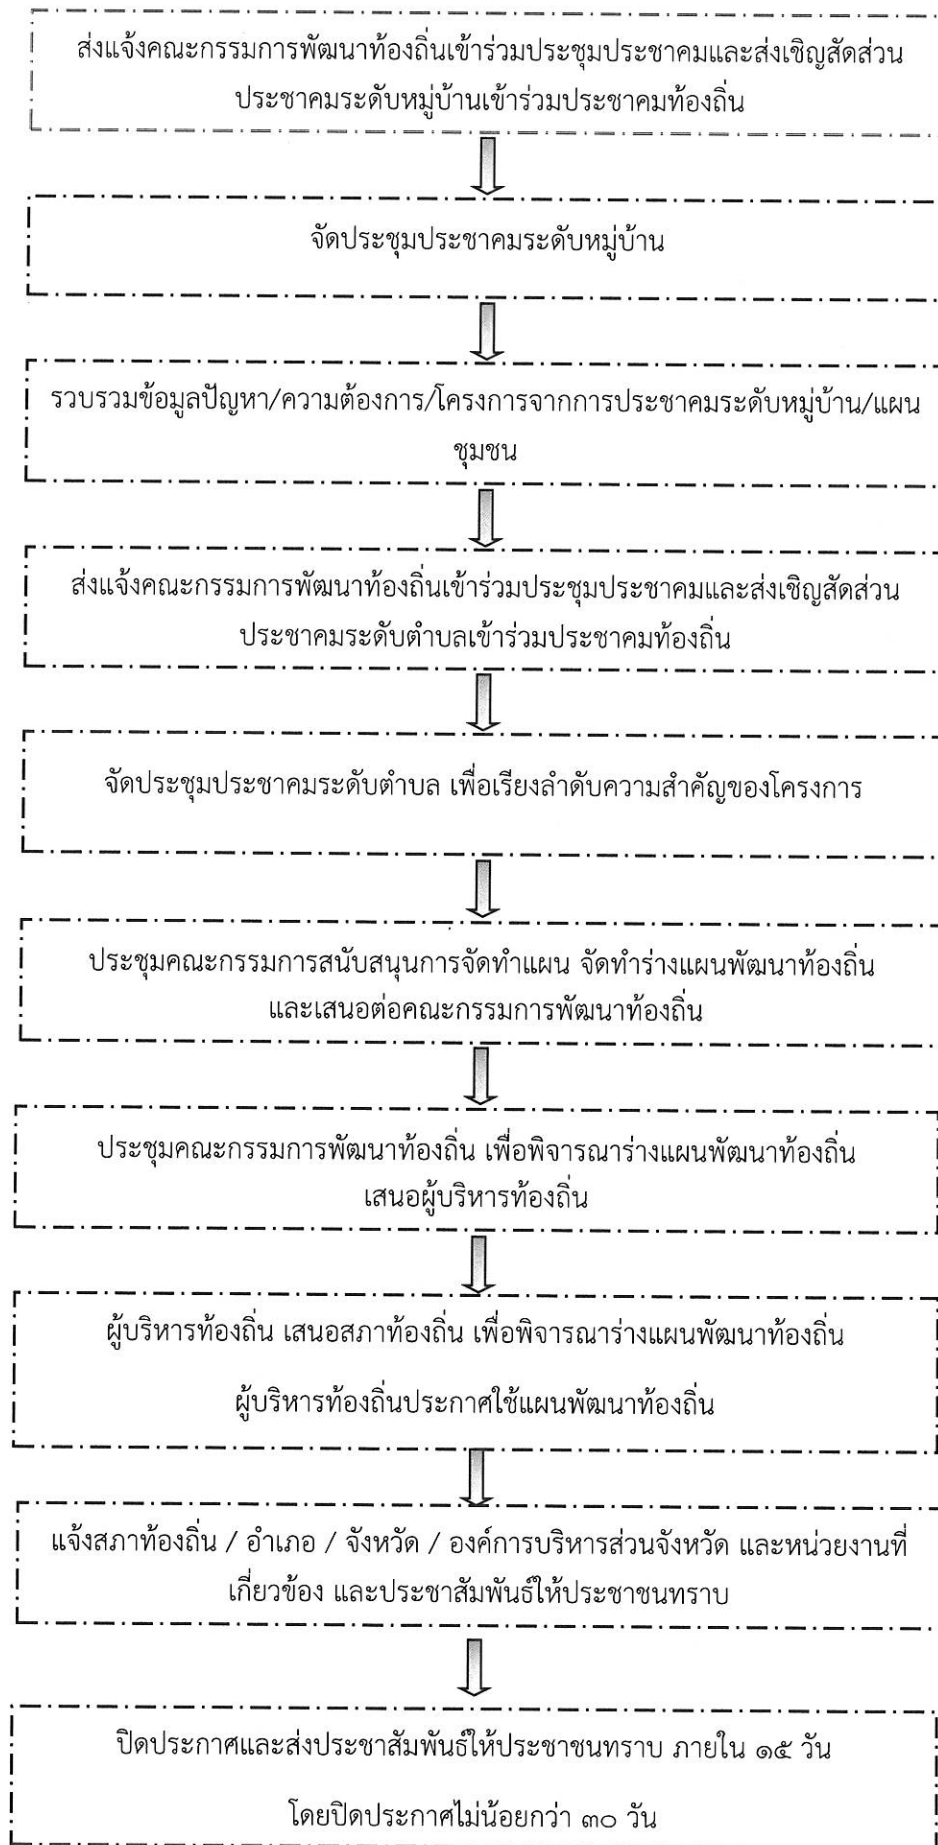 ส่งแจ้งคณะกรรมการพัฒนาท้องถิ่นเข้าร่วมประชุมประชาคมและส่งเชิญสัดส่วน
ประชาคมระดับหมู่บ้านเข้าร่วมประชาคมท้องถิ่น
จัดประชุมประชาคมระดับหมู่บ้าน
รวบรวมข้อมูลปัญหา/ความต้องการ/โครงการจากการประชาคมระดับหมู่บ้าน/แผน
ชุมชน
ส่งแจ้งคณะกรรมการพัฒนาท้องถิ่นเข้าร่วมประชุมประชาคมและส่งเชิญสัดส่วน
ประชาคมระดับตำบลเข้าร่วมประชาคมท้องถิ่น
จัดประชุมประชาคมระดับตำบล เพื่อเรียงลำดับความสำคัญของโครงการ
ประชุมคณะกรรมการสนับสนุนการจัดทำแผน จัดทำร่างแผนพัฒนาท้องถิ่น
และเสนอต่อคณะกรรมการพัฒนาท้องถิ่น
ประชุมคณะกรรมการพัฒนาท้องถิ่น เพื่อพิจารณาร่างแผนพัฒนาท้องถิ่น
เสนอผู้บริหารท้องถิ่น
ผู้บริหารท้องถิ่น เสนอสภาท้องถิ่น เพื่อพิจารณาร่างแผนพัฒนาท้องถิ่น
ผู้บริหารท้องถิ่นประกาศใช้แผนพัฒนาท้องถิ่น
แจ้งสภาท้องถิ่น / อำเภอ / จังหวัด / องค์การบริหารส่วนจังหวัด และหน่วยงานที่
เกี่ยวข้อง และประชาสัมพันธ์ให้ประชาชนทราบ
ปิดประกาศและส่งประชาสัมพันธ์ให้ประชาชนทราบ ภายใน ๑๕ วัน
โดยปิดประกาศไม่น้อยกว่า ๓๐ วัน